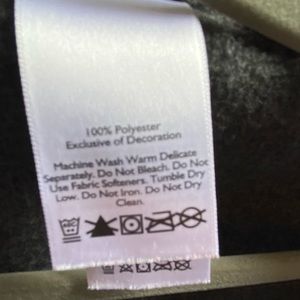 100% Polyester
Exclusive of Decoration
Machine Wash Warm Delicate
Separately. Do Not Bleach. Do Not
Use Fabric Softeners. Tumble Dry
Low. Do Not Iron. Do Not Dry
Clean.